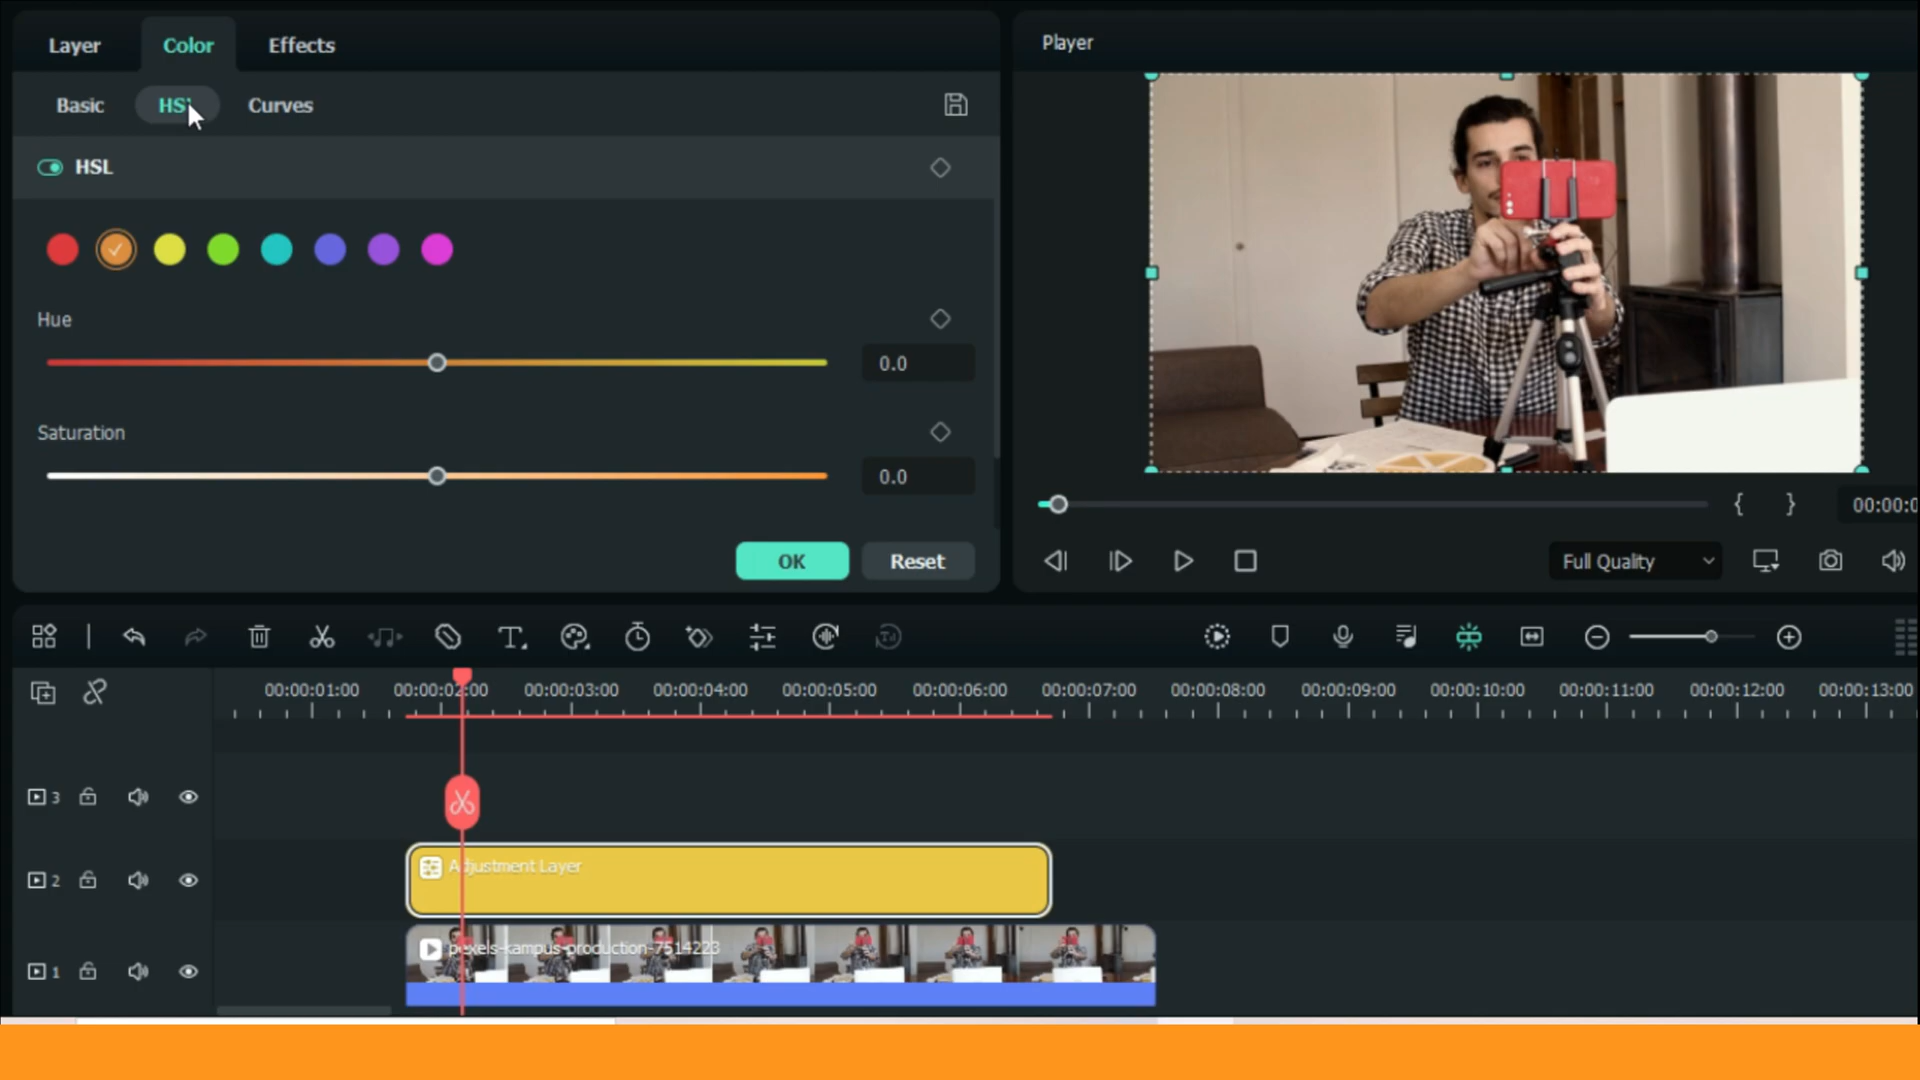 Layer Color Effects
Player
Basic HSL Curves
HSL
Hue
0.0
Saturation
0.0
{ } 00:00:0
OK Reset
Full Quality
00:00:01:00 00:00:02:00 00:00:03:00 00:00:04:00 00:00:05:00 00:00:06:00 00:00:07:00 00:00:08:00 00:00:09:00 00:00:10:00 00:00:11:00 00:00:12:00 00:00:13:00
3
2
Adjustment Layer
1
pexels-kampus-production-7514223